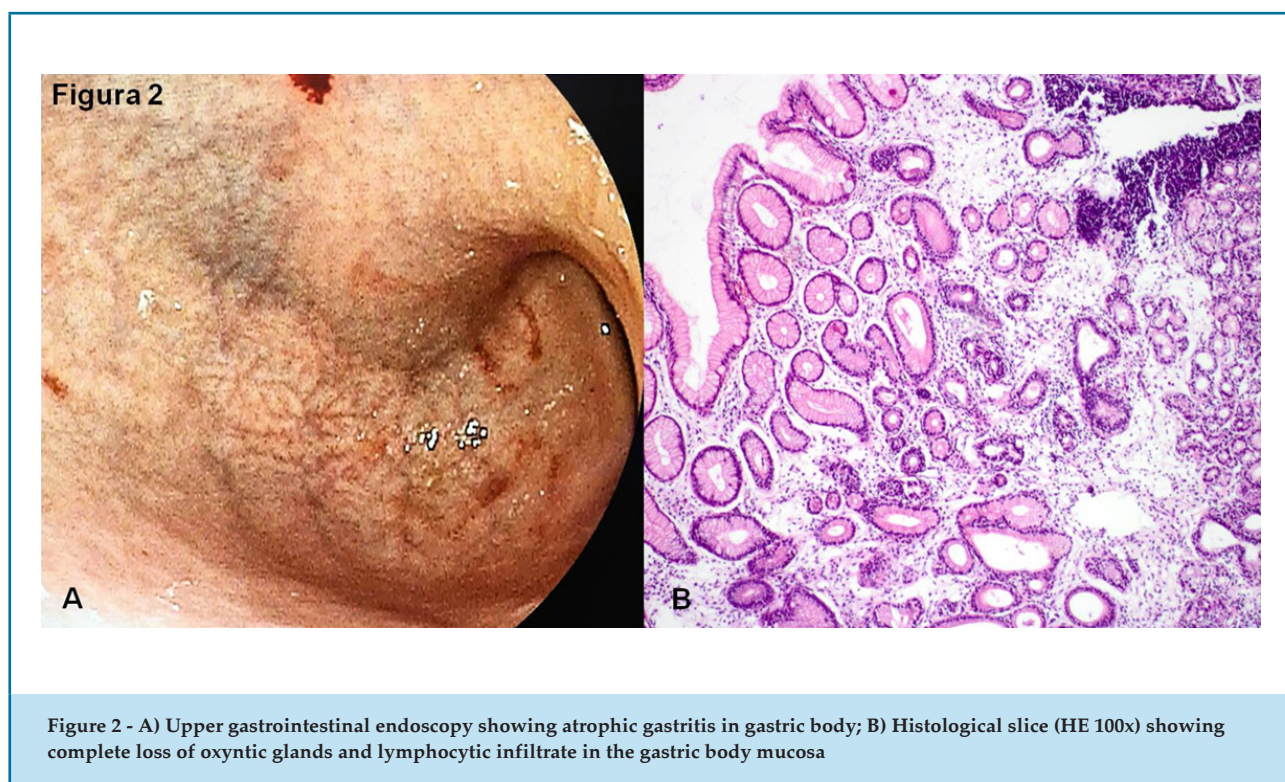 Figura 2
A
B
Figure 2 - A) Upper gastrointestinal endoscopy showing atrophic gastritis in gastric body; B) Histological slice (HE 100x) showing
complete loss of oxyntic glands and lymphocytic infiltrate in the gastric body mucosa